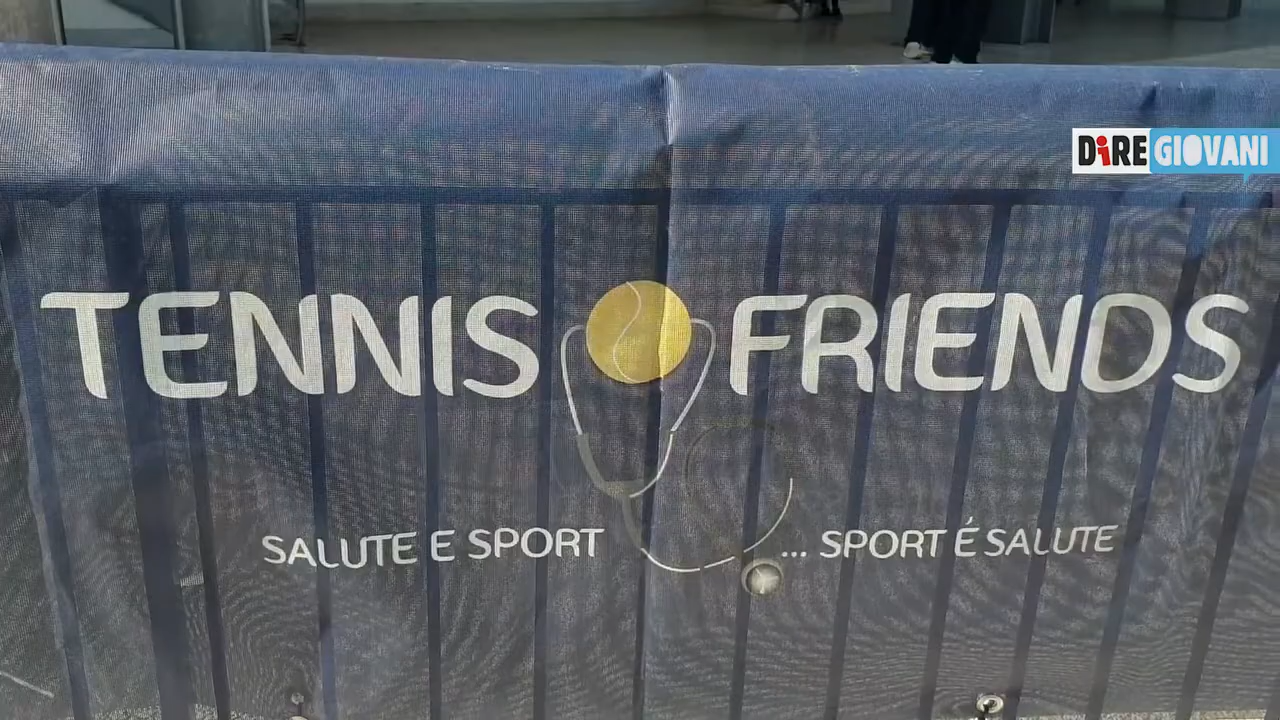 DiRE GIOVANI
TENNIS FRIENDS
SALUTE E SPORT ... SPORT É SALUTE